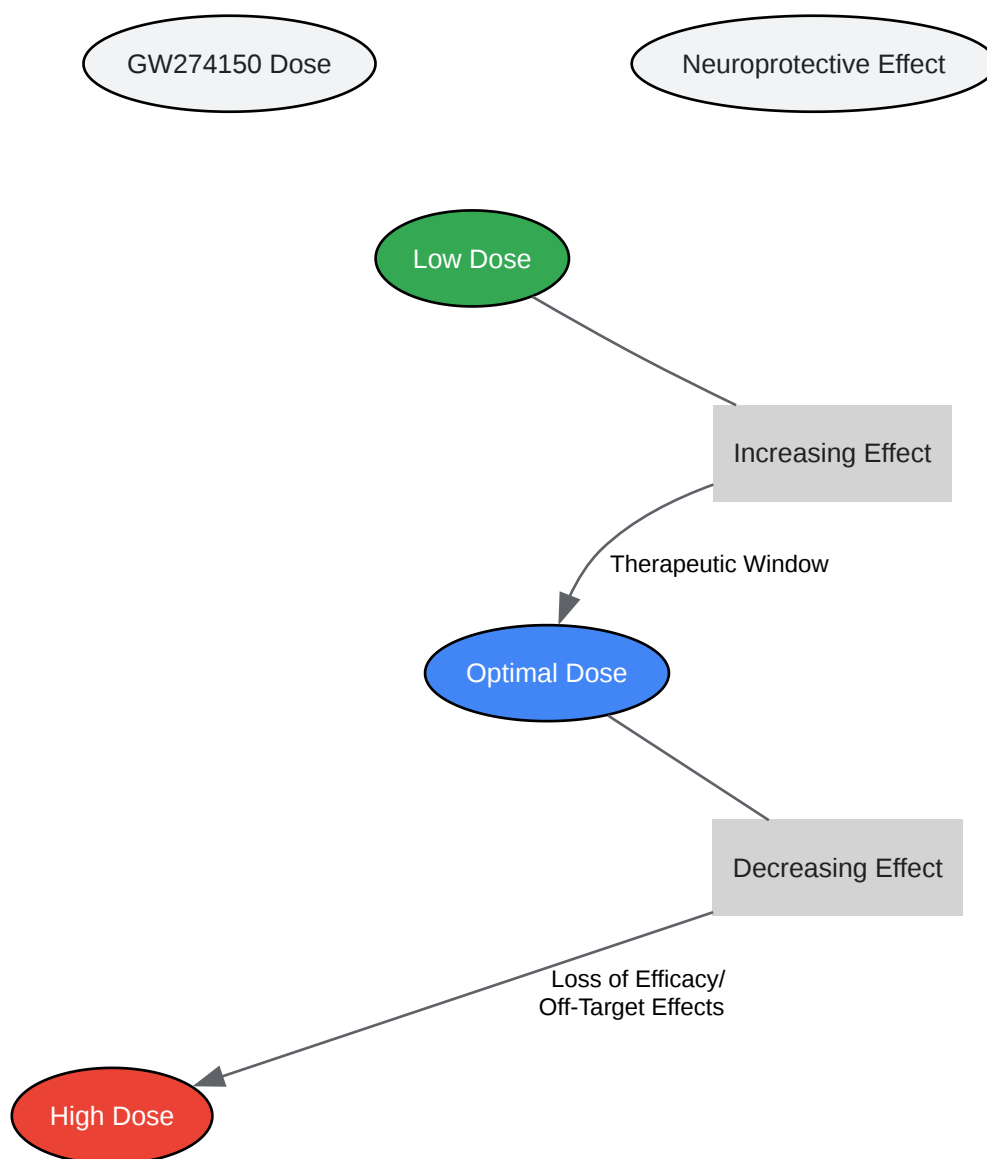 GW274150 Dose
Neuroprotective Effect
Low Dose
Increasing Effect
Therapeutic Window
Optimal Dose
Decreasing Effect
Loss of Efficacy/
Off-Target Effects
High Dose